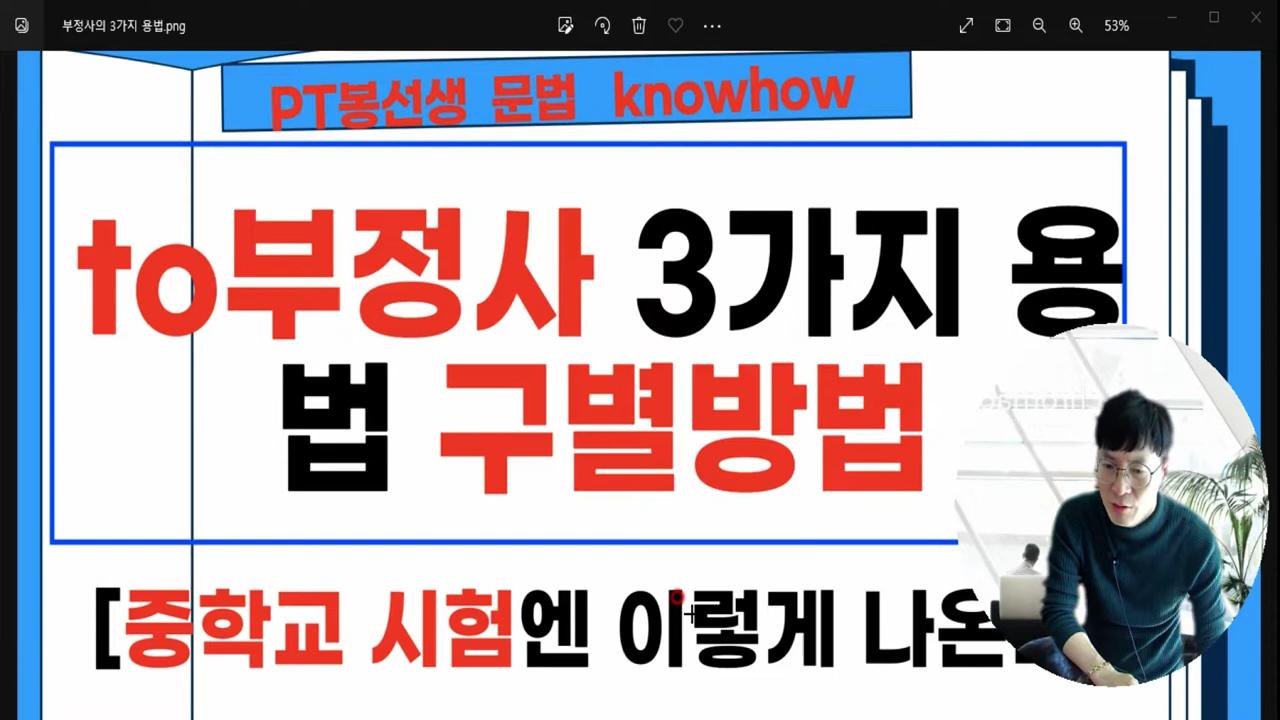 부정사의 3가지 용법.png
53%
PT봉선생 문법 knowhow
to부정사 3가지 용
법 구별방법
[중학교 시험엔 이렇게